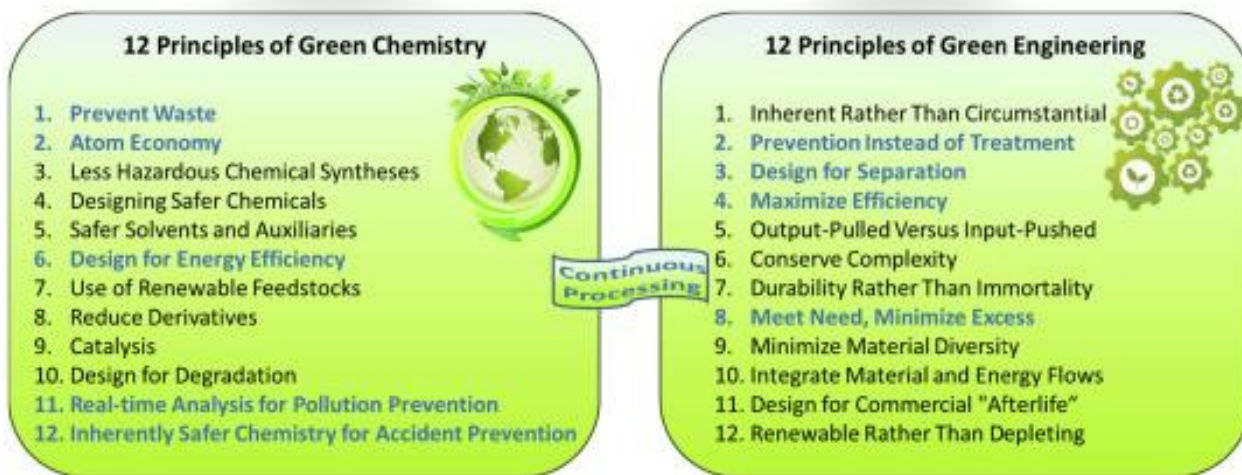 12 Principles of Green Chemistry
1. Prevent Waste
2. Atom Economy
3. Less Hazardous Chemical Syntheses
4. Designing Safer Chemicals
5. Safer Solvents and Auxiliaries
6. Design for Energy Efficiency
7. Use of Renewable Feedstocks
8. Reduce Derivatives
9. Catalysis
10. Design for Degradation
11. Real-time Analysis for Pollution Prevention
12. Inherently Safer Chemistry for Accident Prevention
Continuous
Processing
12 Principles of Green Engineering
1. Inherent Rather Than Circumstantial
2. Prevention Instead of Treatment
3. Design for Separation
4. Maximize Efficiency
5. Output-Pulled Versus Input-Pushed
6. Conserve Complexity
7. Durability Rather Than Immortality
8. Meet Need, Minimize Excess
9. Minimize Material Diversity
10. Integrate Material and Energy Flows
11. Design for Commercial "Afterlife"
12. Renewable Rather Than Depleting